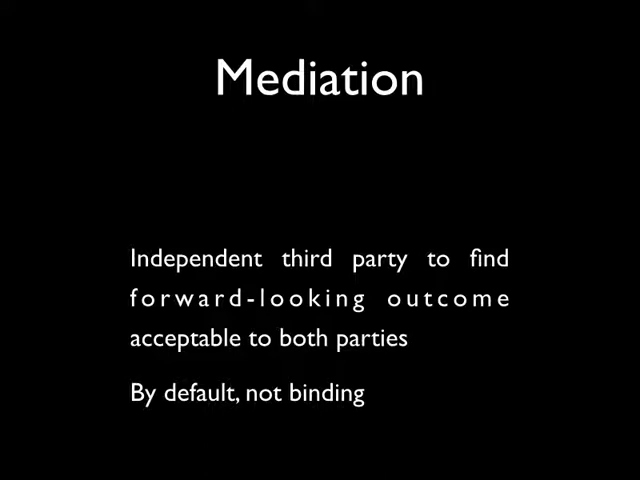 Mediation
Independent third party to find
forward-looking outcome
acceptable to both parties
By default, not binding